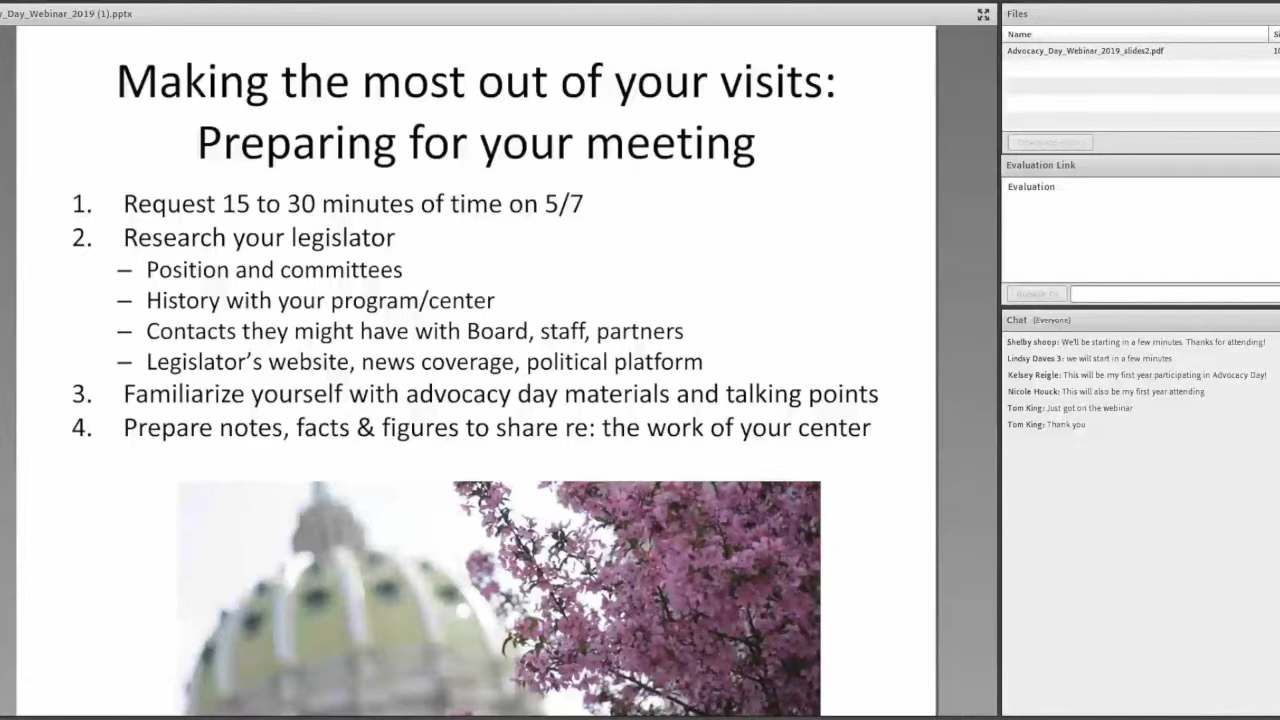 _Day_Webinar_2019 (1).pptx
Making the most out of your visits:
Preparing for your meeting
1. Request 15 to 30 minutes of time on 5/7
2. Research your legislator
– Position and committees
– History with your program/center
– Contacts they might have with Board, staff, partners
– Legislator's website, news coverage, political platform
3. Familiarize yourself with advocacy day materials and talking points
4. Prepare notes, facts & figures to share re: the work of your center
Files
Name
Advocacy_Day_Webinar_2019_slides2.pdf
Evaluation Link
Evaluation
Browse To
Chat (Everyone)
Shelby shoop: We'll be starting in a few minutes. Thanks for attending!
Lindsy Daves 3: we will start in a few minutes
Kelsey Reigle: This will be my first year participating in Advocacy Day!
Nicole Houck: This will also be my first year attending
Tom King: Just got on the webinar
Tom King: Thank you